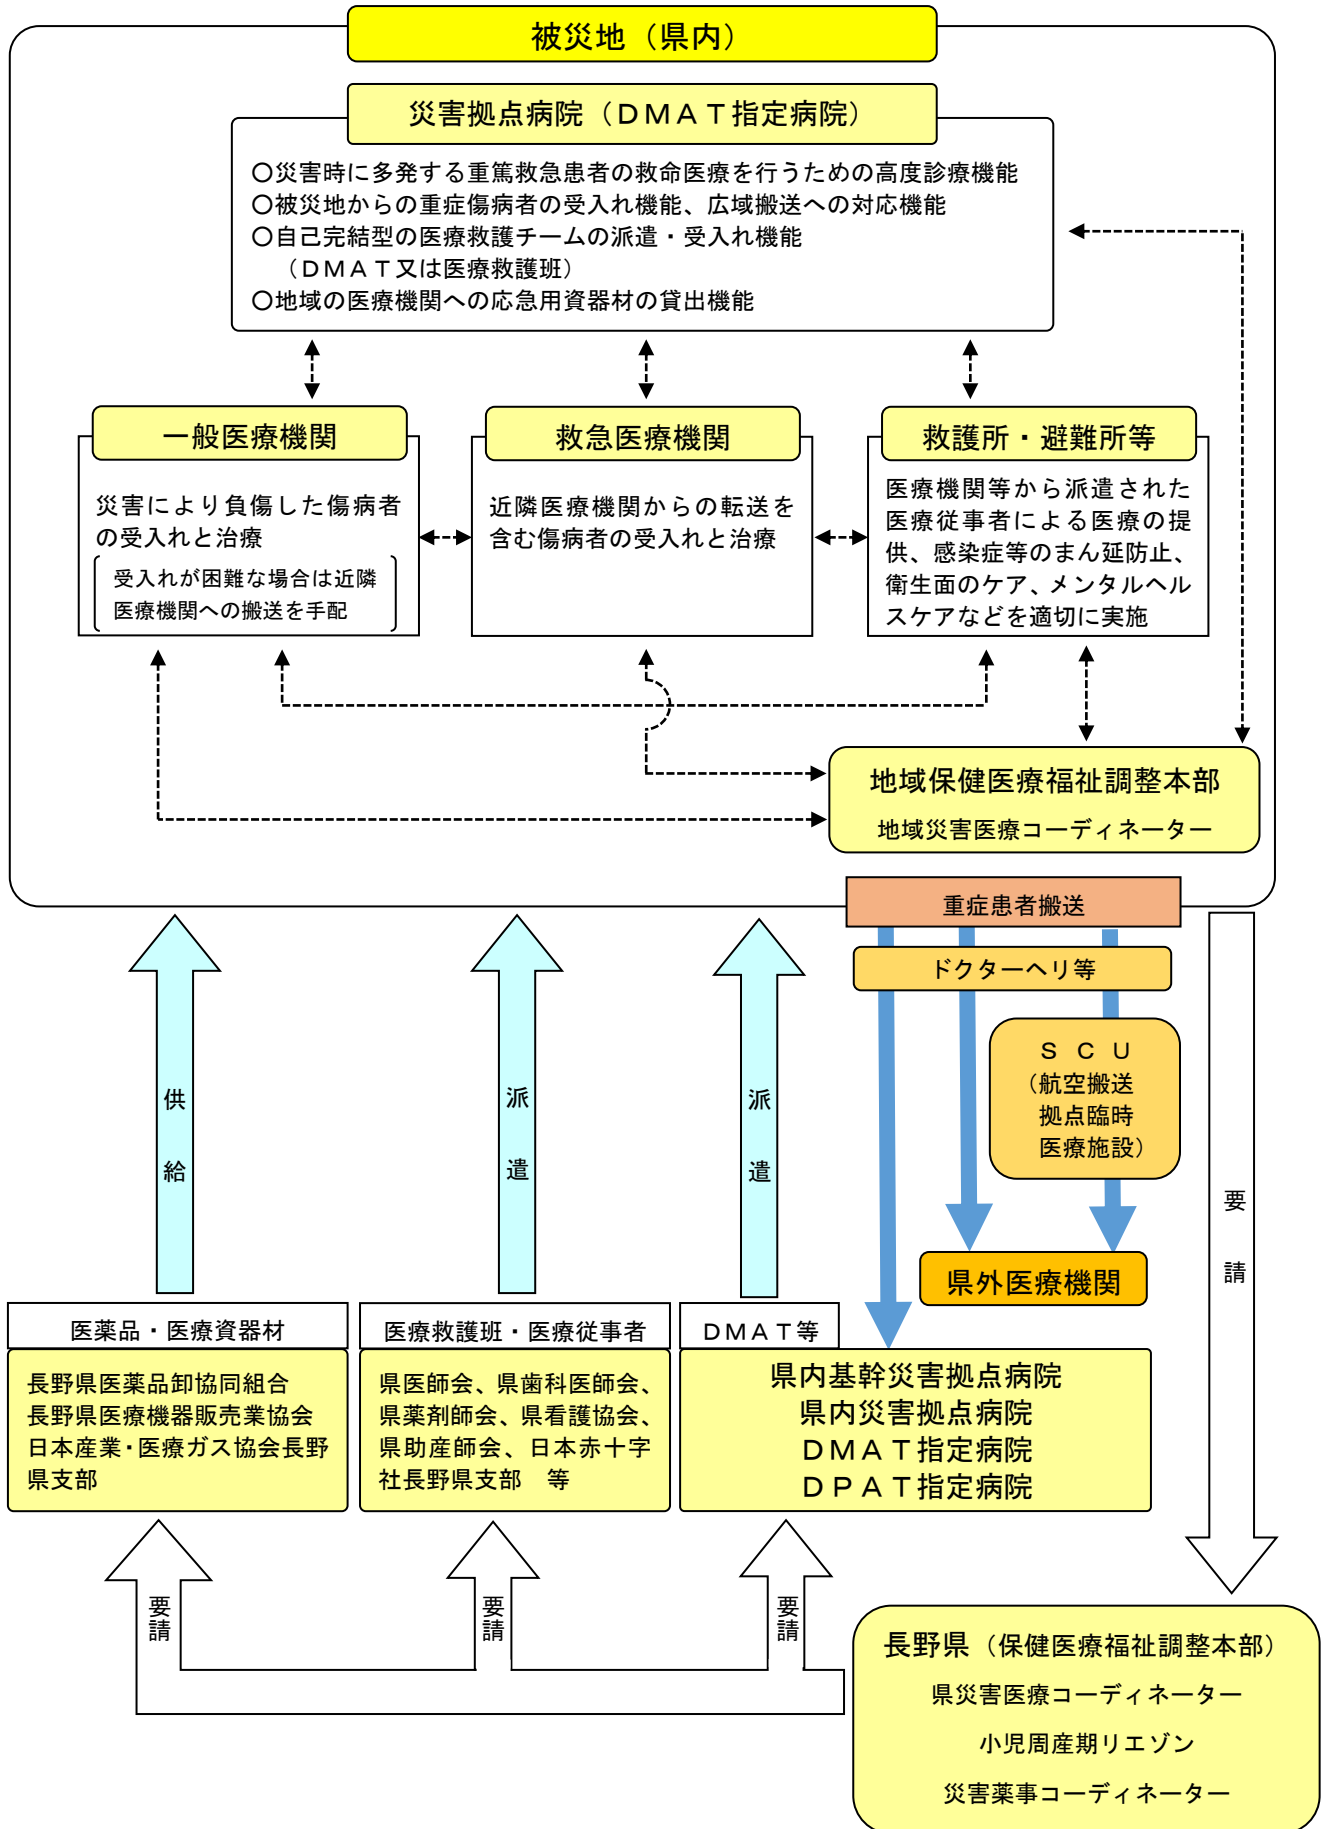 被災地（県内）
災害拠点病院（ＤＭＡＴ指定病院）
〇災害時に多発する重篤救急患者の救命医療を行うための高度診療機能
〇被災地からの重症傷病者の受入れ機能、広域搬送への対応機能
〇自己完結型の医療救護チームの派遣・受入れ機能
（ＤＭＡＴ又は医療救護班）
〇地域の医療機関への応急用資器材の貸出機能
一般医療機関
災害により負傷した傷病者
の受入れと治療
受入れが困難な場合は近隣
医療機関への搬送を手配
救急医療機関
近隣医療機関からの転送を
含む傷病者の受入れと治療
救護所・避難所等
医療機関等から派遣された
医療従事者による医療の提
供、感染症等のまん延防止、
衛生面のケア、メンタルヘル
スケアなどを適切に実施
地域保健医療福祉調整本部
地域災害医療コーディネーター
重症患者搬送
ドクターヘリ等
ＳＣＵ
（航空搬送
拠点臨時
医療施設）
県外医療機関
供給
派遣
派遣
要請
医薬品・医療資器材
長野県医薬品卸協同組合
長野県医療機器販売業協会
日本産業・医療ガス協会長野
県支部
医療救護班・医療従事者
県医師会、県歯科医師会、
県薬剤師会、県看護協会、
県助産師会、日本赤十字
社長野県支部　等
ＤＭＡＴ等
県内基幹災害拠点病院
県内災害拠点病院
ＤＭＡＴ指定病院
ＤＰＡＴ指定病院
要請
要請
要請
長野県（保健医療福祉調整本部）
県災害医療コーディネーター
小児周産期リエゾン
災害薬事コーディネーター